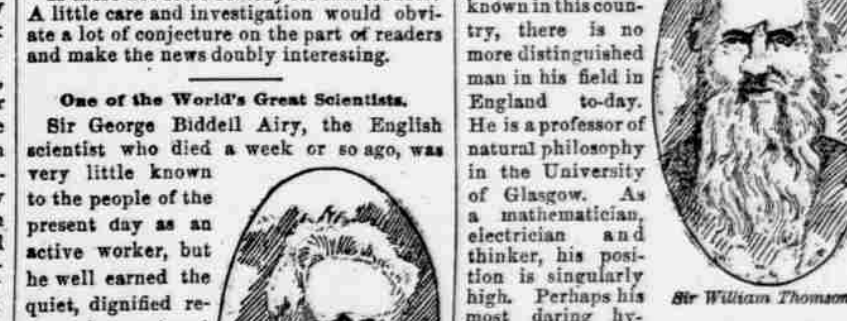 A little care and investigation would obvi-
ate a lot of conjecture on the part of readers
and make the news doubly interesting.
One of the World's Great Scientists.
Sir George Biddell Airy, the English
scientist who died a week or so ago, was
very little known
to the people of the
present day as an
active worker, but
he well earned the
quiet, dignified re-
known in this coun-
try, there is no
more distinguished
man in his field in
England to-day.
He is a professor of
natural philosophy
in the University
of Glasgow. As
a mathematician,
electrician and
thinker, his posi-
tion is singularly
high. Perhaps his
most daring hy-
Sir William Thomson